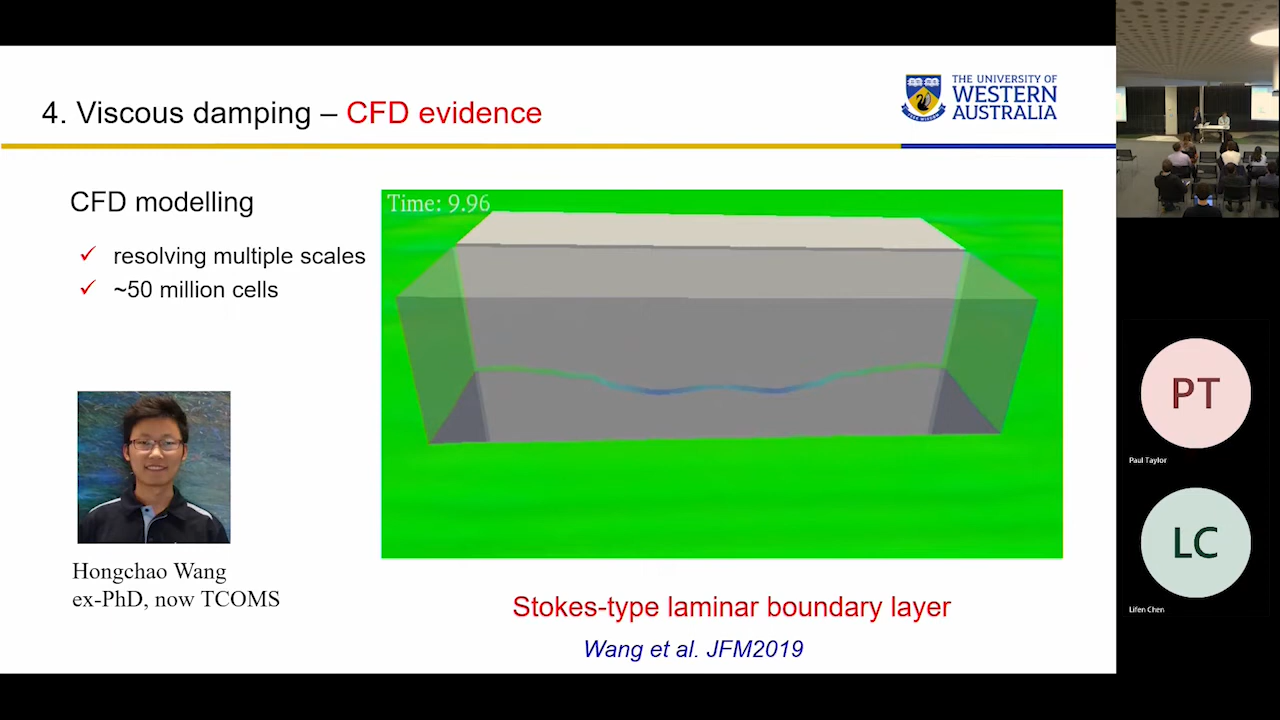 4. Viscous damping – CFD evidence
THE UNIVERSITY OF
WESTERN
AUSTRALIA
CFD modelling
✓ resolving multiple scales
✓ ~50 million cells
Time: 9.96
Hongchao Wang
ex-PhD, now TCOMS
Stokes-type laminar boundary layer
Wang et al. JFM2019
PT
Paul Taylor
LC
Lifen Chen